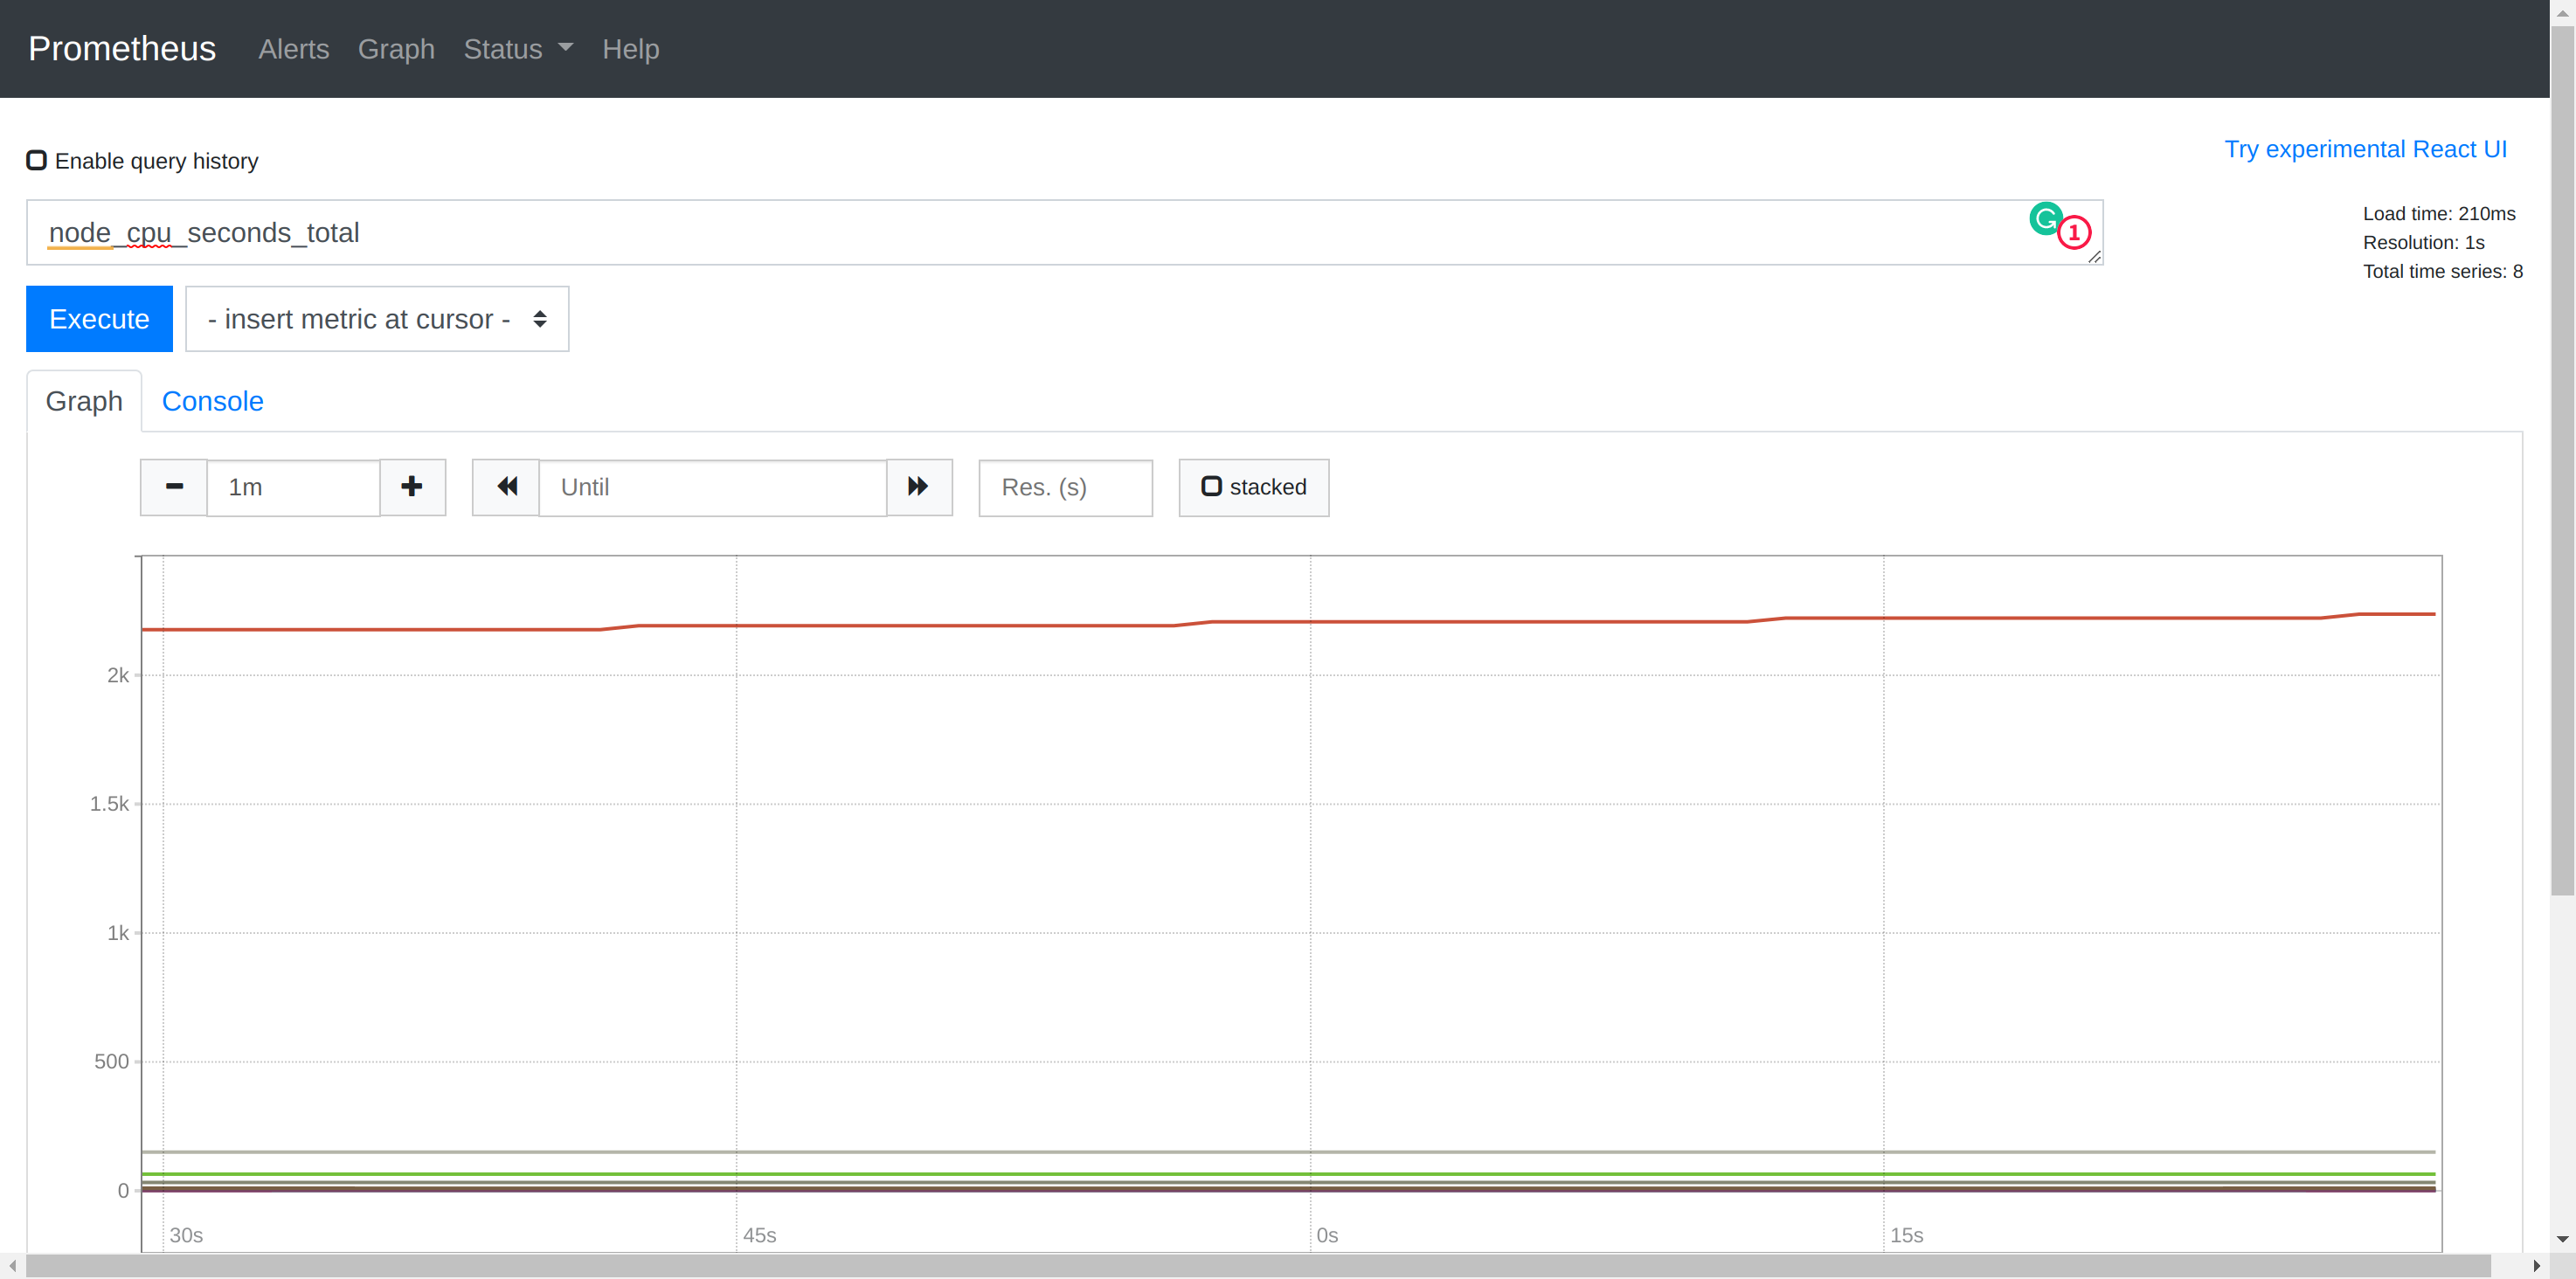 Prometheus Alerts Graph Status Help
Enable query history
Try experimental React UI
node_cpu_seconds_total
1
Load time: 210ms
Resolution: 1s
Total time series: 8
Execute
- insert metric at cursor -
Graph Console
1m
Until
Res. (s)
stacked
2k
1.5k
1k
500
0
30s 45s 0s 15s